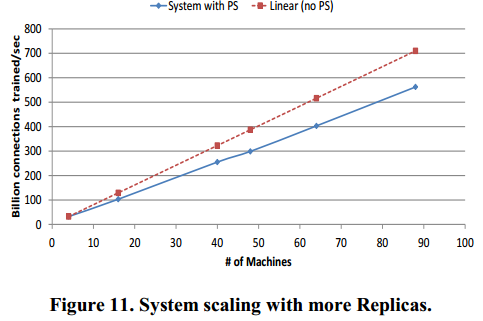 System with PS
Linear (no PS)
Billion connections trained/sec
800
700
600
500
400
300
200
100
0
0 10 20 30 40 50 60 70 80 90 100
# of Machines
Figure 11. System scaling with more Replicas.